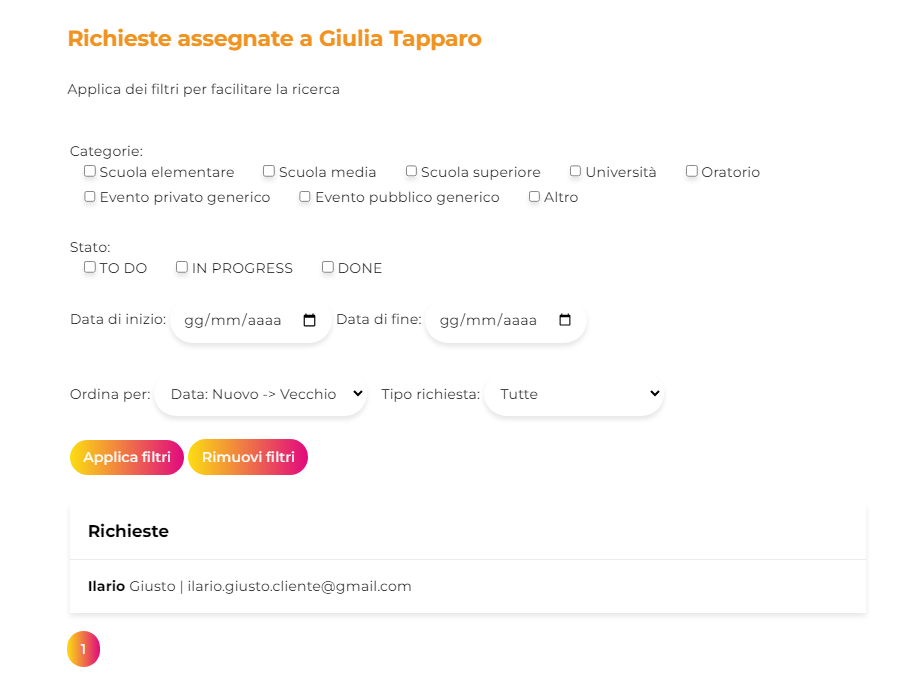 Richieste assegnate a Giulia Tapparo
Applica dei filtri per facilitare la ricerca
Categorie:
Scuola elementare Scuola media Scuola superiore Università Oratorio
Evento privato generico Evento pubblico generico Altro
Stato:
TO DO IN PROGRESS DONE
Data di inizio: gg/mm/aaaa Data di fine: gg/mm/aaaa
Ordina per: Data: Nuovo -> Vecchio Tipo richiesta: Tutte
Applica filtri Rimuovi filtri
Richieste
Ilario Giusto | ilario.giusto.cliente@gmail.com
1